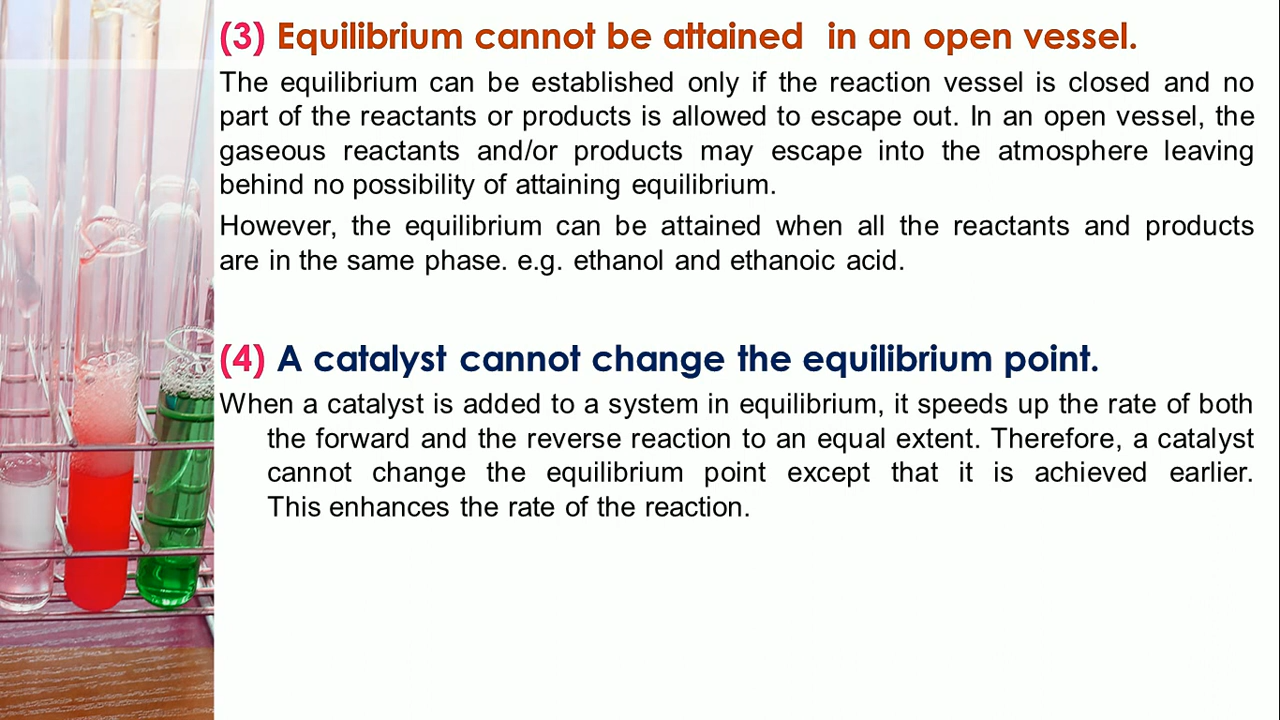 (3) Equilibrium cannot be attained in an open vessel.
The equilibrium can be established only if the reaction vessel is closed and no
part of the reactants or products is allowed to escape out. In an open vessel, the
gaseous reactants and/or products may escape into the atmosphere leaving
behind no possibility of attaining equilibrium.
However, the equilibrium can be attained when all the reactants and products
are in the same phase. e.g. ethanol and ethanoic acid.
(4) A catalyst cannot change the equilibrium point.
When a catalyst is added to a system in equilibrium, it speeds up the rate of both
the forward and the reverse reaction to an equal extent. Therefore, a catalyst
cannot change the equilibrium point except that it is achieved earlier.
This enhances the rate of the reaction.